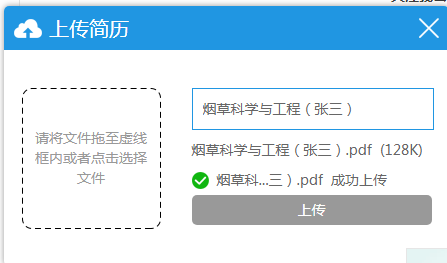 上传简历
请将文件拖至虚线
框内或者点击选择
文件
烟草科学与工程（张三）
烟草科学与工程（张三）.pdf (128K)
烟草科...三）.pdf 成功上传
上传